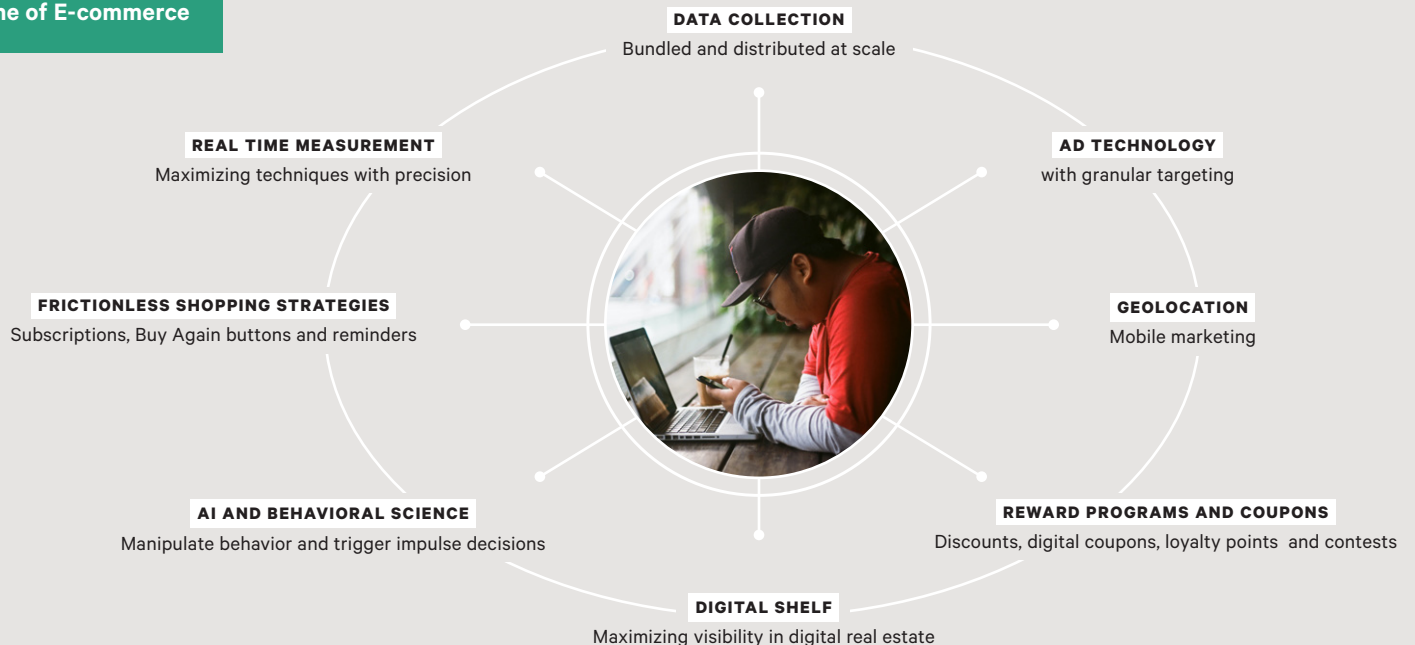 of E-commerce
DATA COLLECTION
Bundled and distributed at scale
REAL TIME MEASUREMENT
Maximizing techniques with precision
AD TECHNOLOGY
with granular targeting
FRICTIONLESS SHOPPING STRATEGIES
Subscriptions, Buy Again buttons and reminders
GEOLOCATION
Mobile marketing
AI AND BEHAVIORAL SCIENCE
Manipulate behavior and trigger impulse decisions
REWARD PROGRAMS AND COUPONS
Discounts, digital coupons, loyalty points and contests
DIGITAL SHELF
Maximizing visibility in digital real estate